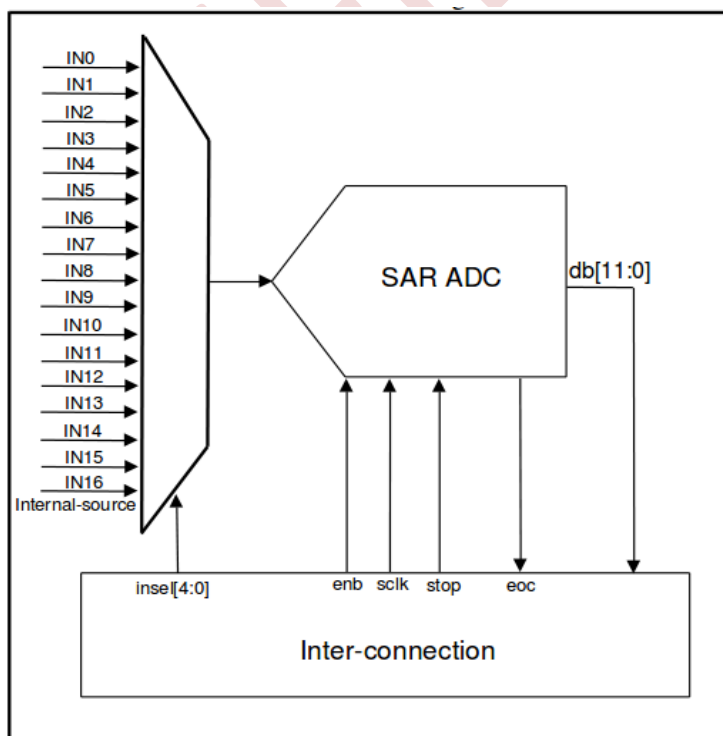 IN0
IN1
IN2
IN3
IN4
IN5
IN6
IN7
IN8
IN9
IN10
IN11
IN12
IN13
IN14
IN15
IN16
Internal-source
SAR ADC
db[11:0]
insel[4:0]
enb
sclk
stop
eoc
Inter-connection